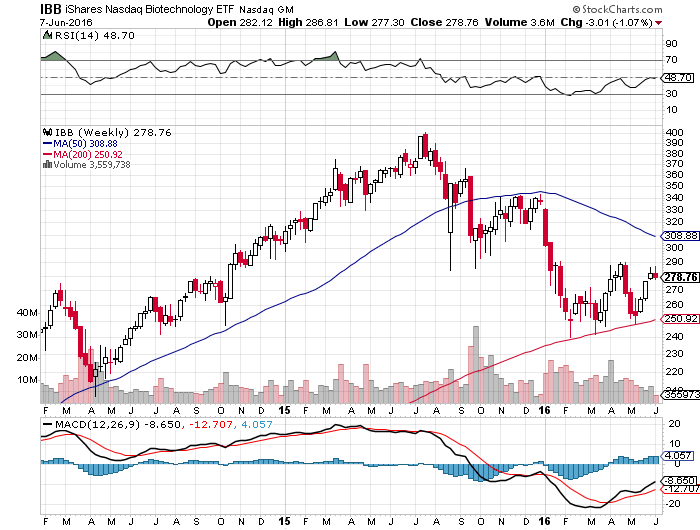 IBB iShares Nasdaq Biotechnology ETF Nasdaq GM © StockCharts.com
7-Jun-2016 Open 282.12 High 286.81 Low 277.30 Close 278.76 Volume 3.6M Chg -3.01 (-1.07%)
RSI(14) 48.70
90
70
48.70
30
10
IBB (Weekly) 278.76
MA(50) 308.88
MA(200) 250.92
Volume 3,559,738
400
390
380
370
360
350
340
330
320
308.88
300
290
278.76
270
260
250.92
240
230
220
40M
30M
20M
10M
355973
F M A M J J A S O N D 15 F M A M J J A S O N D 16 F M A M J
MACD(12,26,9) -8.650, -12.707, 4.057
20
15
10
4.057
0
-8.650
-12.707
-20
F M A M J J A S O N D 15 F M A M J J A S O N D 16 F M A M J